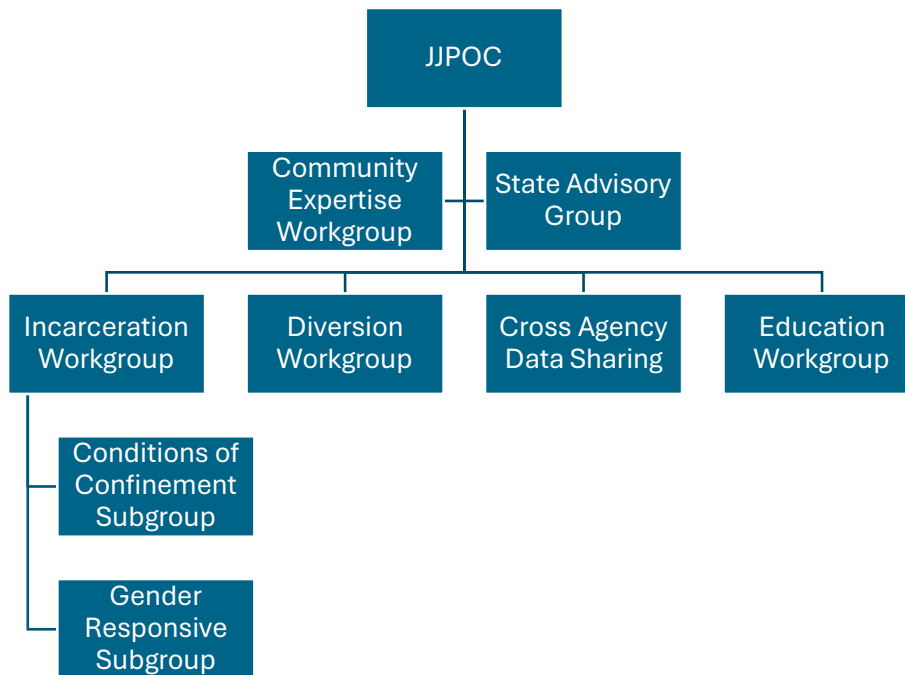 JJPOC
Community
Expertise
Workgroup
State Advisory
Group
Incarceration
Workgroup
Diversion
Workgroup
Cross Agency
Data Sharing
Education
Workgroup
Conditions of
Confinement
Subgroup
Gender
Responsive
Subgroup